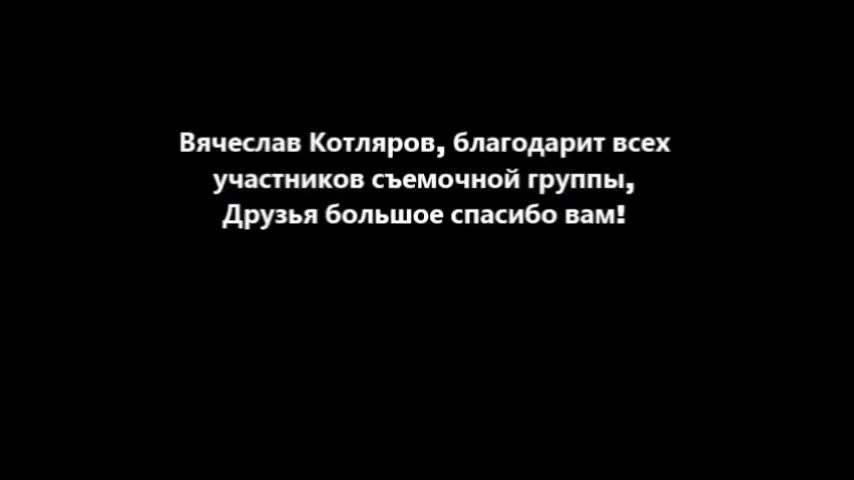 Вячеслав Котляров, благодарит всех
участников съемочной группы,
Друзья большое спасибо вам!